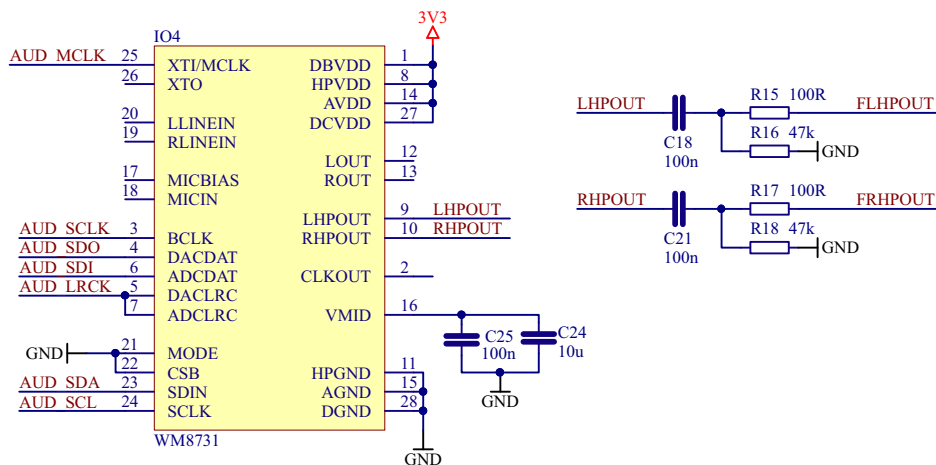 3V3
IO4
AUD_MCLK 25 XTI/MCLK DBVDD 1
26 XTO HPVDD 8
AVDD 14
20 LLINEIN DCVDD 27
19 RLINEIN
LOUT 12
17 MICBIAS ROUT 13
18 MICIN
LHPOUT 9 LHPOUT
AUD_SCLK 3 BCLK RHPOUT 10 RHPOUT
AUD_SDO 4 DACDAT
AUD_SDI 6 ADCDAT CLKOUT 2
AUD_LRCK 5 DACLRC
7 ADCLRC VMID 16
C25 100n
C24 10u
GND
GND 21 MODE
22 CSB HPGND 11
AUD_SDA 23 SDIN AGND 15
AUD_SCL 24 SCLK DGND 28
GND
WM8731
LHPOUT R15 100R FLHPOUT
C18 R16 47k GND
100n
RHPOUT R17 100R FRHPOUT
C21 R18 47k GND
100n